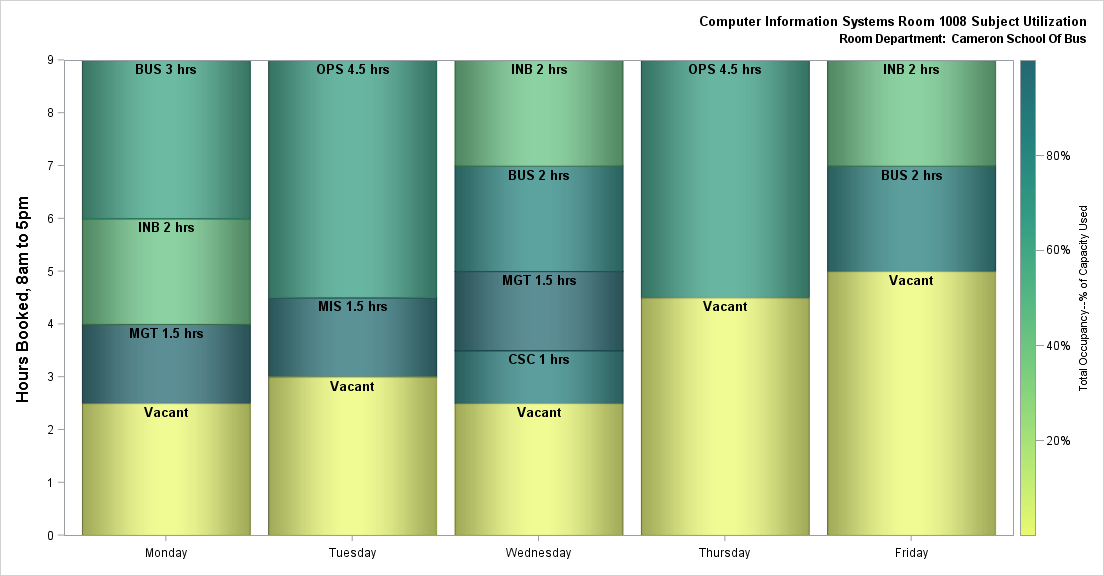 Computer Information Systems Room 1008 Subject Utilization
Room Department: Cameron School Of Bus
Hours Booked, 8am to 5pm
9
8
7
6
5
4
3
2
1
0
BUS 3 hrs
INB 2 hrs
MGT 1.5 hrs
Vacant
Monday
OPS 4.5 hrs
MIS 1.5 hrs
Vacant
Tuesday
INB 2 hrs
BUS 2 hrs
MGT 1.5 hrs
CSC 1 hrs
Vacant
Wednesday
OPS 4.5 hrs
Vacant
Thursday
INB 2 hrs
BUS 2 hrs
Vacant
Friday
80%
60%
40%
20%
Total Occupancy--% of Capacity Used